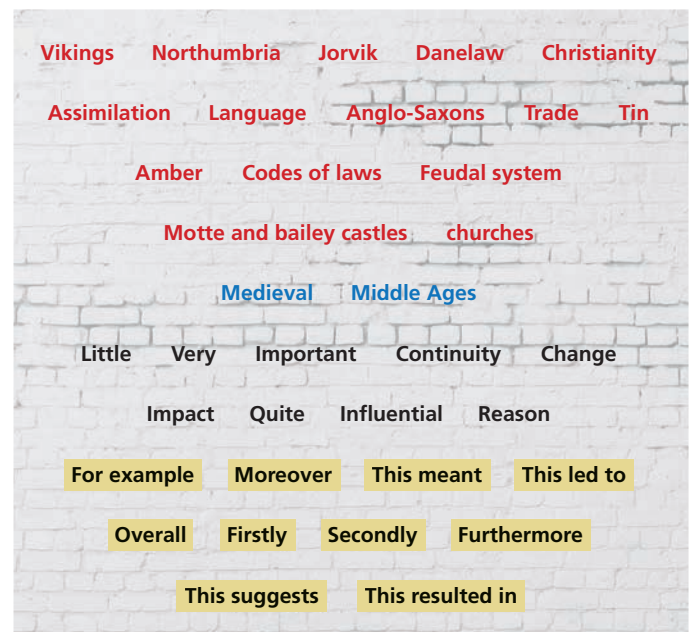 Vikings Northumbria Jorvik Danelaw Christianity
Assimilation Language Anglo-Saxons Trade Tin
Amber Codes of laws Feudal system
Motte and bailey castles churches
Medieval Middle Ages
Little Very Important Continuity Change
Impact Quite Influential Reason
For example Moreover This meant This led to
Overall Firstly Secondly Furthermore
This suggests This resulted in